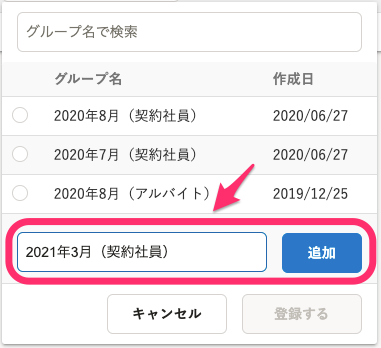 グループ名で検索
グループ名 作成日
2020年8月（契約社員） 2020/06/27
2020年7月（契約社員） 2020/06/27
2020年8月（アルバイト） 2019/12/25
2021年3月（契約社員） 追加
キャンセル 登録する